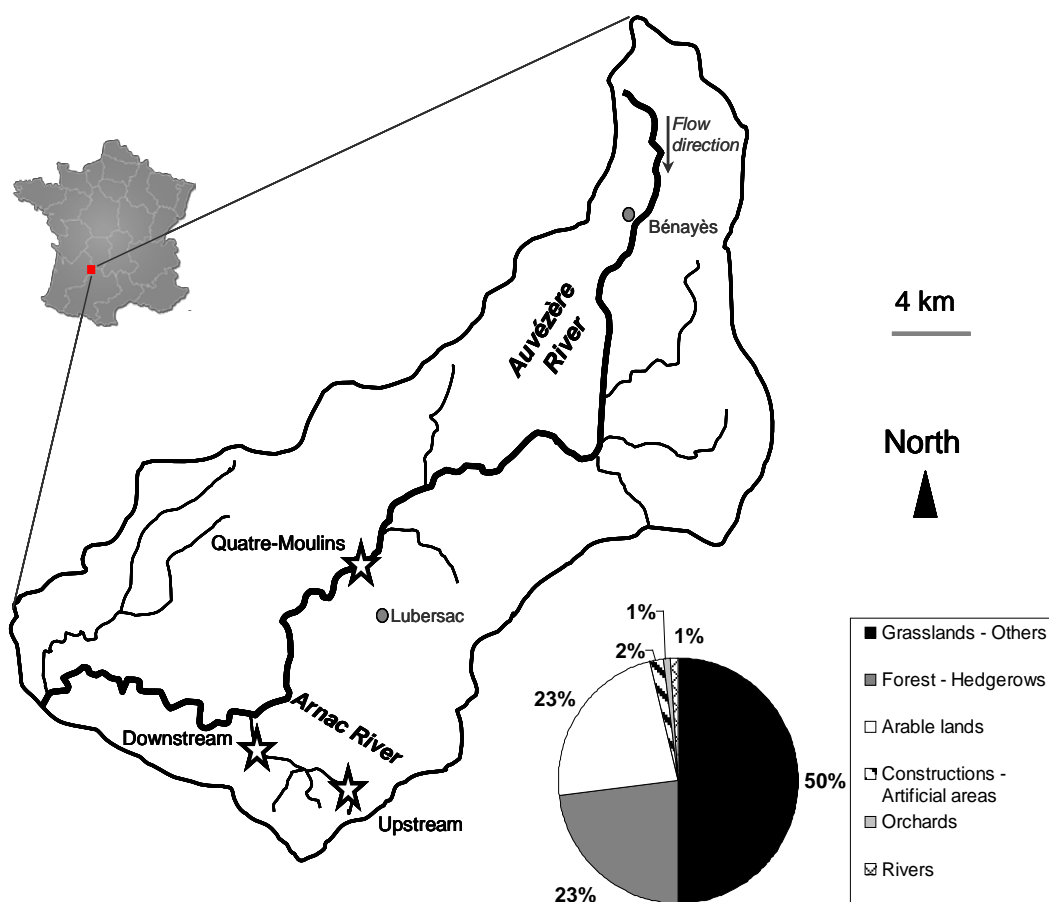 Flow
direction
Bénayès
4 km
Auvézère
River
North
Quatre-Moulins
Lubersac
Arnac River
Downstream
Upstream
1%
1%
2%
23%
50%
23%
Grasslands - Others
Forest - Hedgerows
Arable lands
Constructions -
Artificial areas
Orchards
Rivers